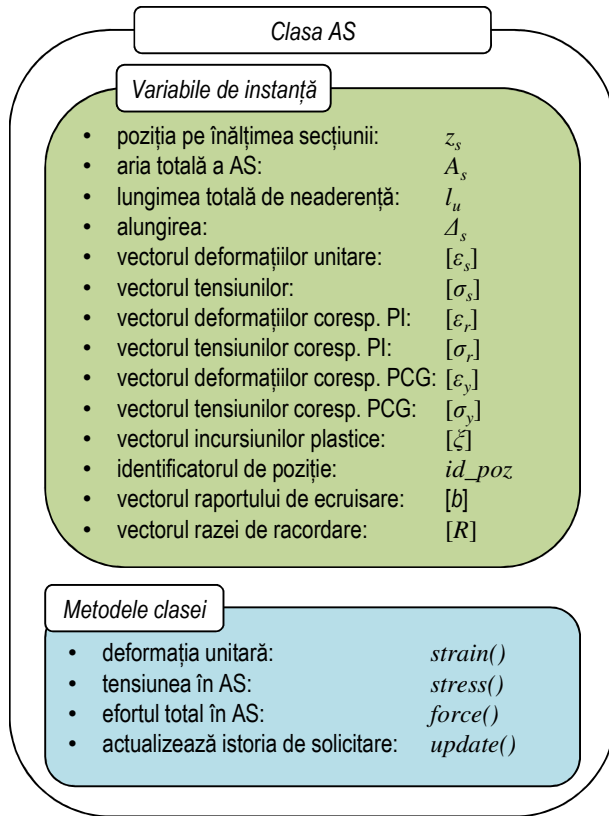 Clasa AS
Variabile de instanță
• poziția pe înălțimea secțiunii: z_s
• aria totală a AS: A_s
• lungimea totală de neaderență: l_u
• alungirea: Δ_s
• vectorul deformațiilor unitare: [ε_s]
• vectorul tensiunilor: [σ_s]
• vectorul deformațiilor coresp. PI: [ε_r]
• vectorul tensiunilor coresp. PI: [σ_r]
• vectorul deformațiilor coresp. PCG: [ε_y]
• vectorul tensiunilor coresp. PCG: [σ_y]
• vectorul incursiunilor plastice: [ξ]
• identificatorul de poziție: id_poz
• vectorul raportului de ecruisare: [b]
• vectorul razei de racordare: [R]
Metodele clasei
• deformația unitară: strain()
• tensiunea în AS: stress()
• efortul total în AS: force()
• actualizează istoria de solicitare: update()